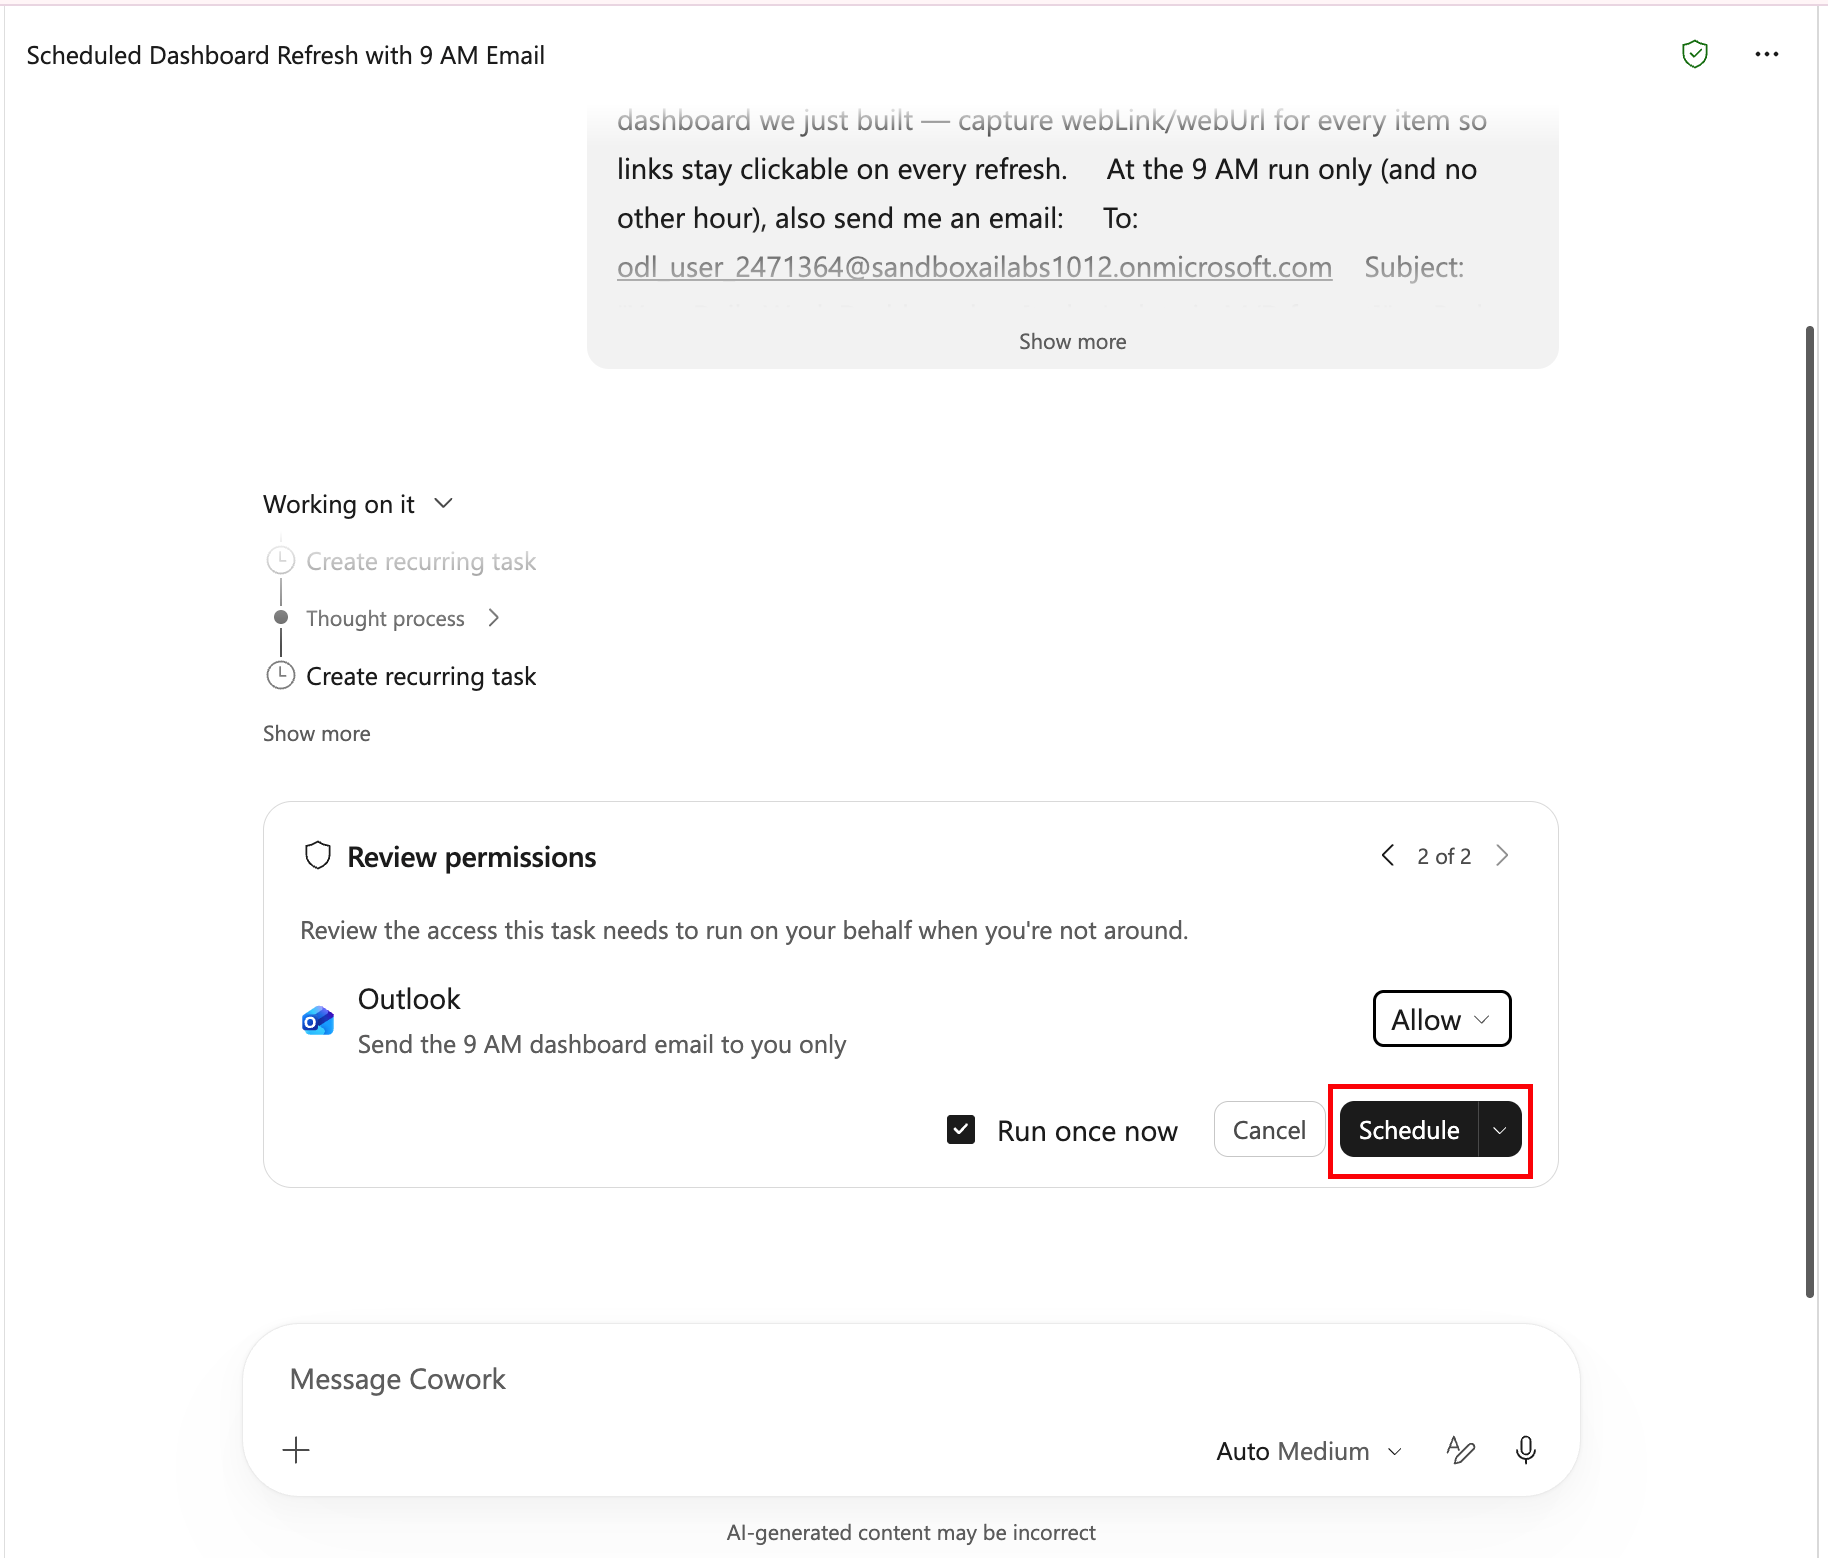 Scheduled Dashboard Refresh with 9 AM Email
dashboard we just built — capture webLink/webUrl for every item so
links stay clickable on every refresh. At the 9 AM run only (and no
other hour), also send me an email: To:
odl_user_2471364@sandboxailabs1012.onmicrosoft.com Subject:
Show more
Working on it
Create recurring task
Thought process
Create recurring task
Show more
Review permissions
2 of 2
Review the access this task needs to run on your behalf when you're not around.
Outlook
Send the 9 AM dashboard email to you only
Allow
Run once now
Cancel
Schedule
Message Cowork
Auto Medium
AI-generated content may be incorrect